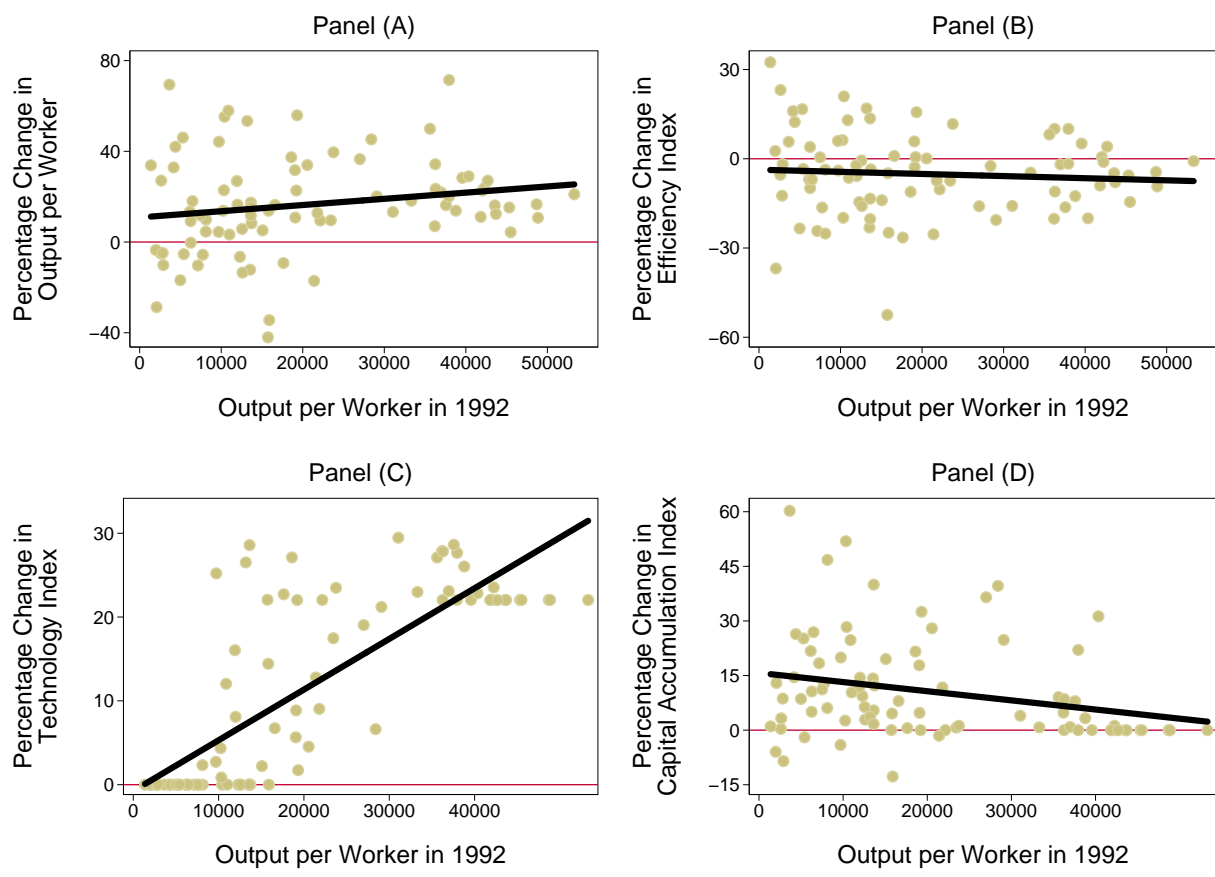 Panel (A)
Percentage Change in
Output per Worker
80
40
0
−40
0 10000 20000 30000 40000 50000
Output per Worker in 1992
Panel (B)
Percentage Change in
Efficiency Index
30
0
−30
−60
0 10000 20000 30000 40000 50000
Output per Worker in 1992
Panel (C)
Percentage Change in
Technology Index
30
20
10
0
0 10000 20000 30000 40000
Output per Worker in 1992
Panel (D)
Percentage Change in
Capital Accumulation Index
60
45
30
15
0
−15
0 10000 20000 30000 40000
Output per Worker in 1992